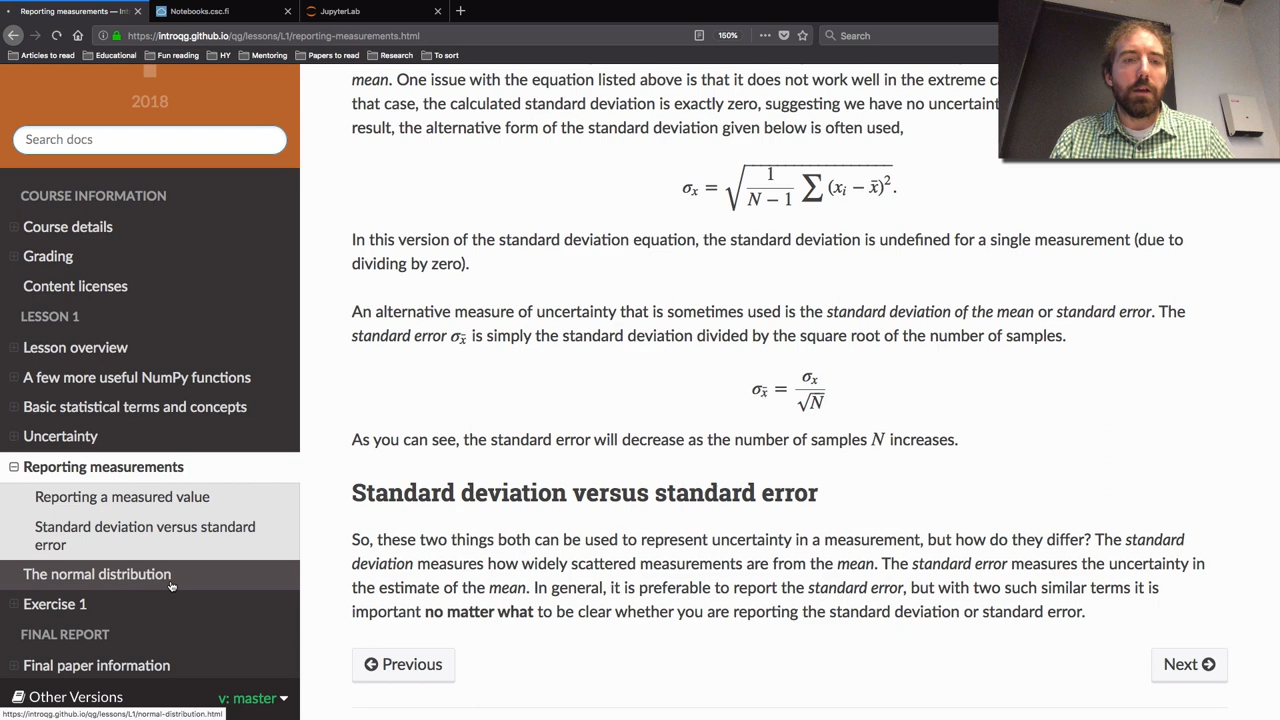 Reporting measurements — Int
Notebooks.csc.fi
JupyterLab
https://introqg.github.io/qg/lessons/L1/reporting-measurements.html
150%
Search
Articles to read
Educational
Fun reading
HY
Mentoring
Papers to read
Research
To sort
2018
Search docs
COURSE INFORMATION
Course details
Grading
Content licenses
LESSON 1
Lesson overview
A few more useful NumPy functions
Basic statistical terms and concepts
Uncertainty
Reporting measurements
Reporting a measured value
Standard deviation versus standard
error
The normal distribution
Exercise 1
FINAL REPORT
Final paper information
Other Versions
v: master
https://introqg.github.io/qg/lessons/L1/normal-distribution.html
mean. One issue with the equation listed above is that it does not work well in the extreme
that case, the calculated standard deviation is exactly zero, suggesting we have no uncertaint
result, the alternative form of the standard deviation given below is often used,
σx = √(1/(N − 1) ∑ (xi − x̄)²).
In this version of the standard deviation equation, the standard deviation is undefined for a single measurement (due to
dividing by zero).
An alternative measure of uncertainty that is sometimes used is the standard deviation of the mean or standard error. The
standard error σx̄ is simply the standard deviation divided by the square root of the number of samples.
σx̄ = σx/√N
As you can see, the standard error will decrease as the number of samples N increases.
Standard deviation versus standard error
So, these two things both can be used to represent uncertainty in a measurement, but how do they differ? The standard
deviation measures how widely scattered measurements are from the mean. The standard error measures the uncertainty in
the estimate of the mean. In general, it is preferable to report the standard error, but with two such similar terms it is
important no matter what to be clear whether you are reporting the standard deviation or standard error.
Previous
Next